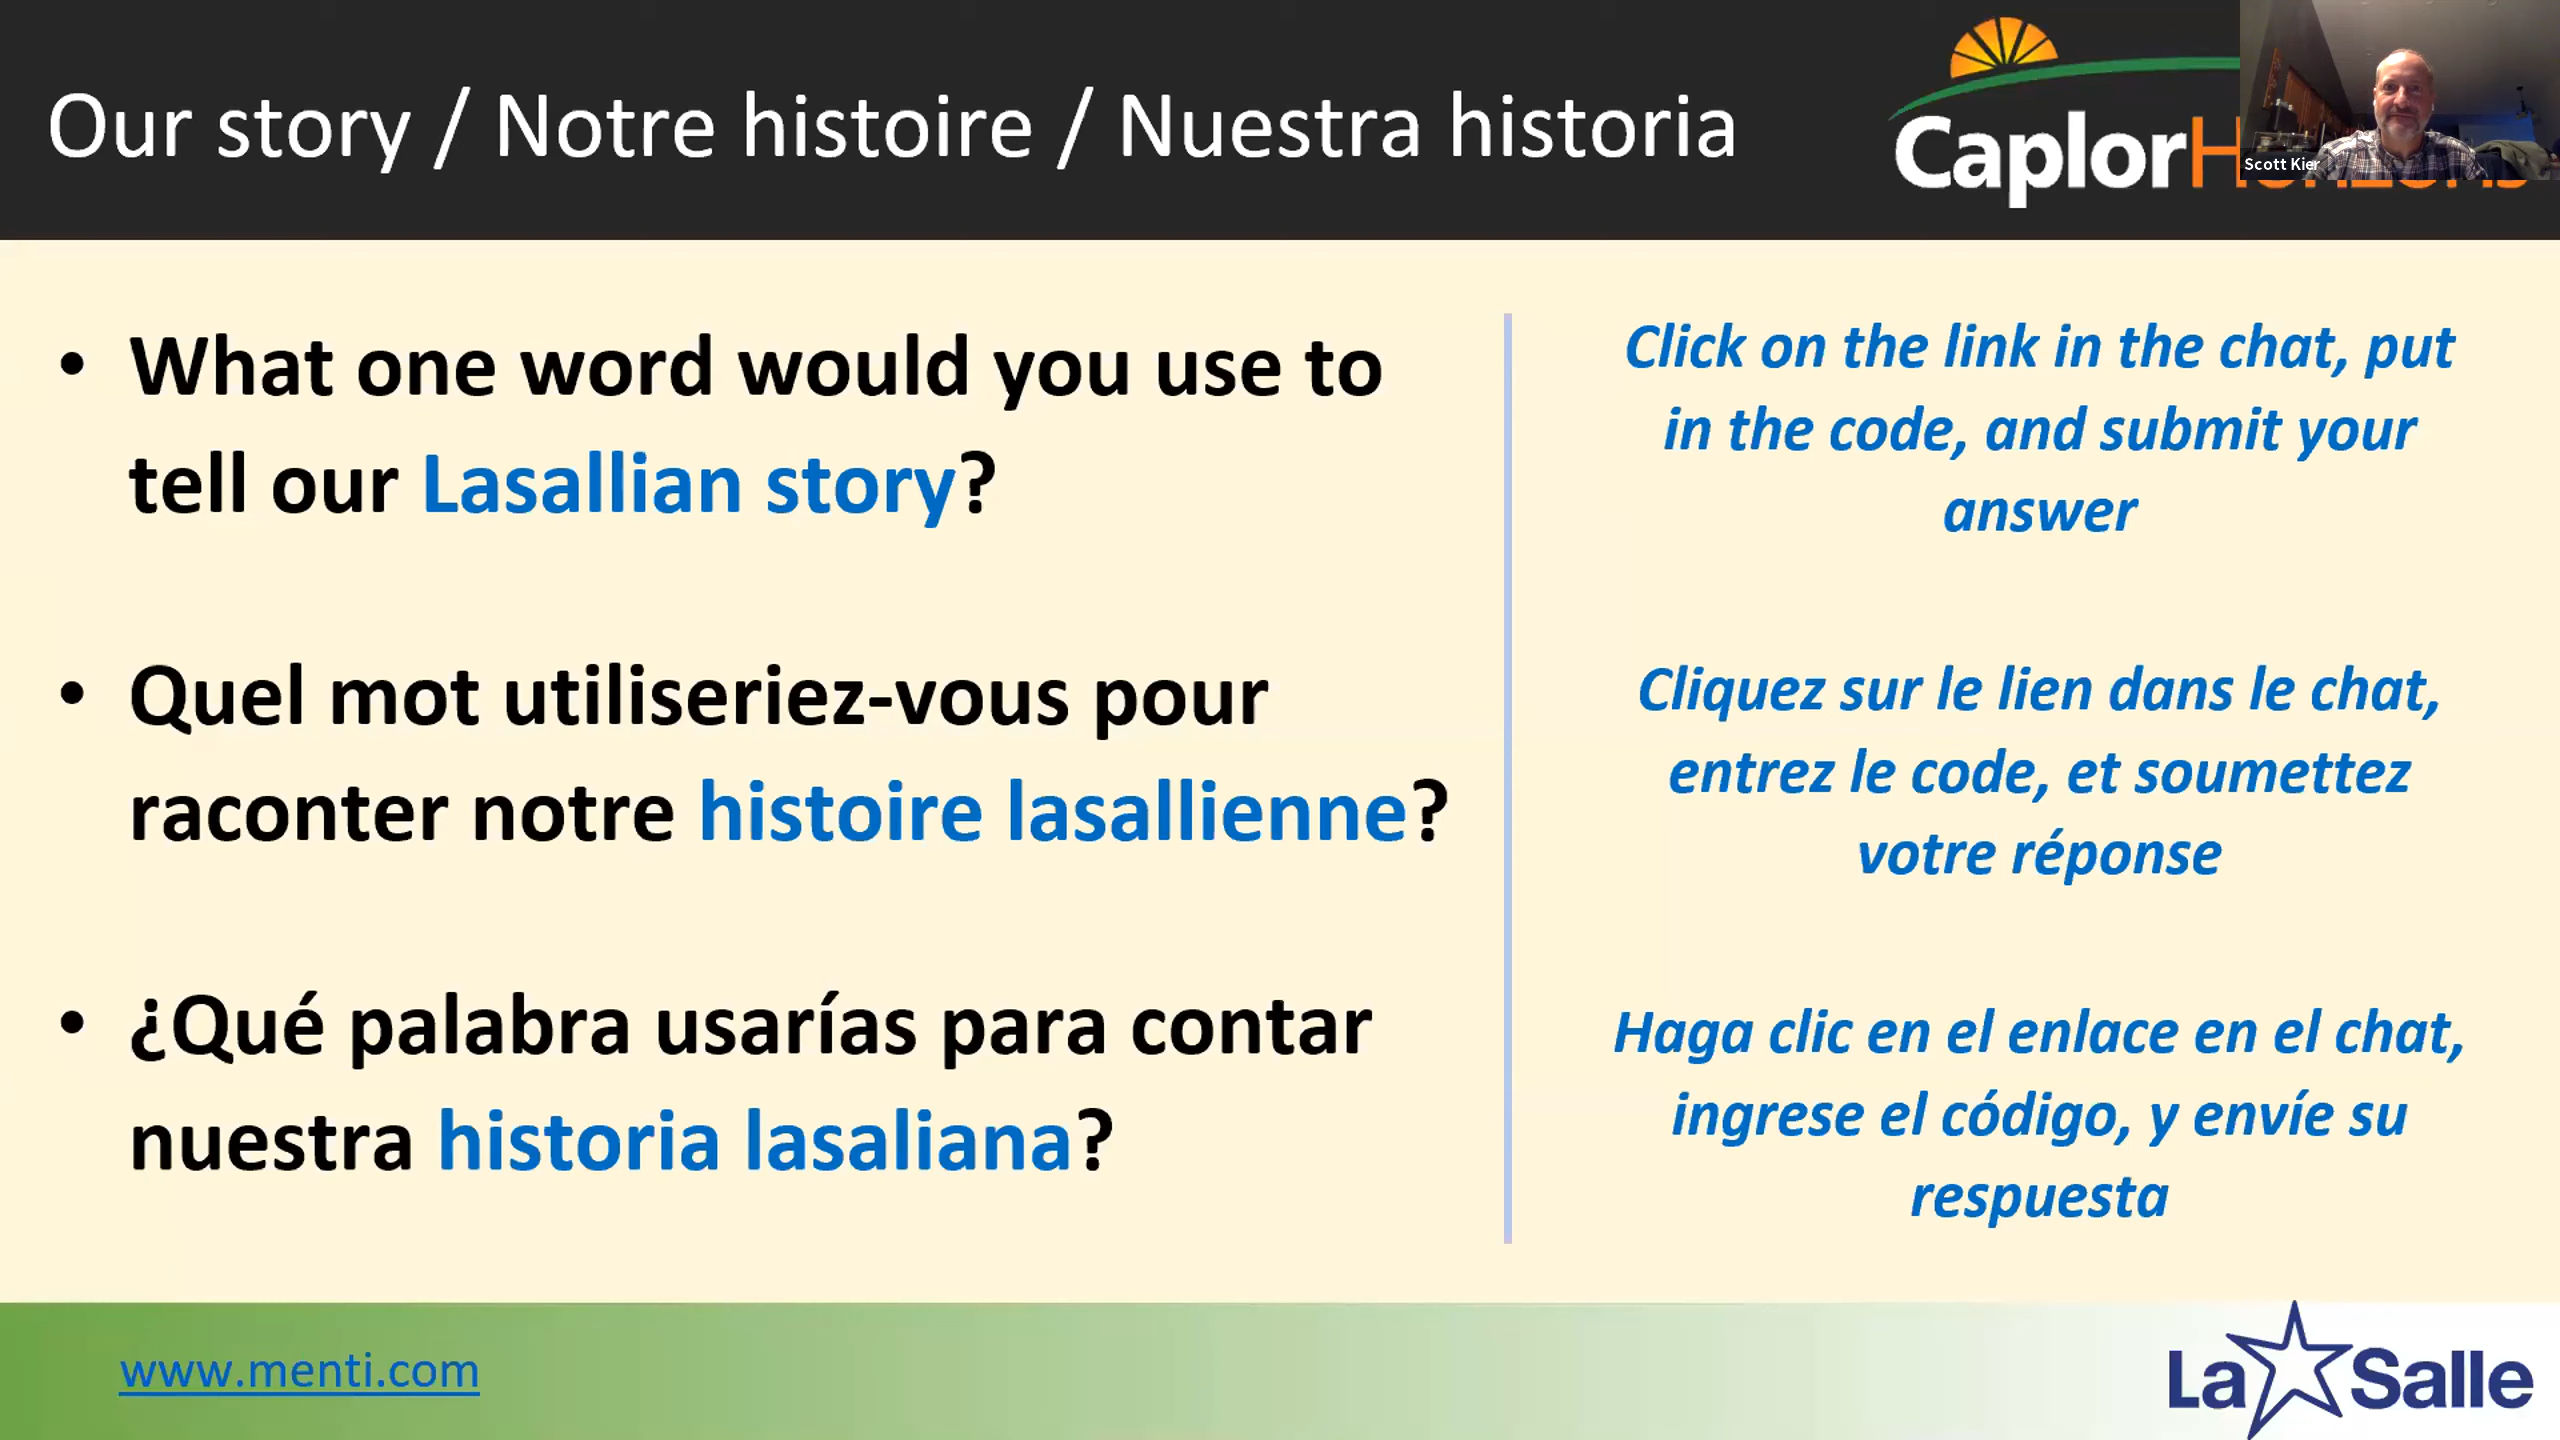 Our story / Notre histoire / Nuestra historia
Caplor
Scott Kier
• What one word would you use to
tell our Lasallian story?
Click on the link in the chat, put
in the code, and submit your
answer
• Quel mot utiliseriez-vous pour
raconter notre histoire lasallienne?
Cliquez sur le lien dans le chat,
entrez le code, et soumettez
votre réponse
• ¿Qué palabra usarías para contar
nuestra historia lasaliana?
Haga clic en el enlace en el chat,
ingrese el código, y envíe su
respuesta
www.menti.com
La Salle